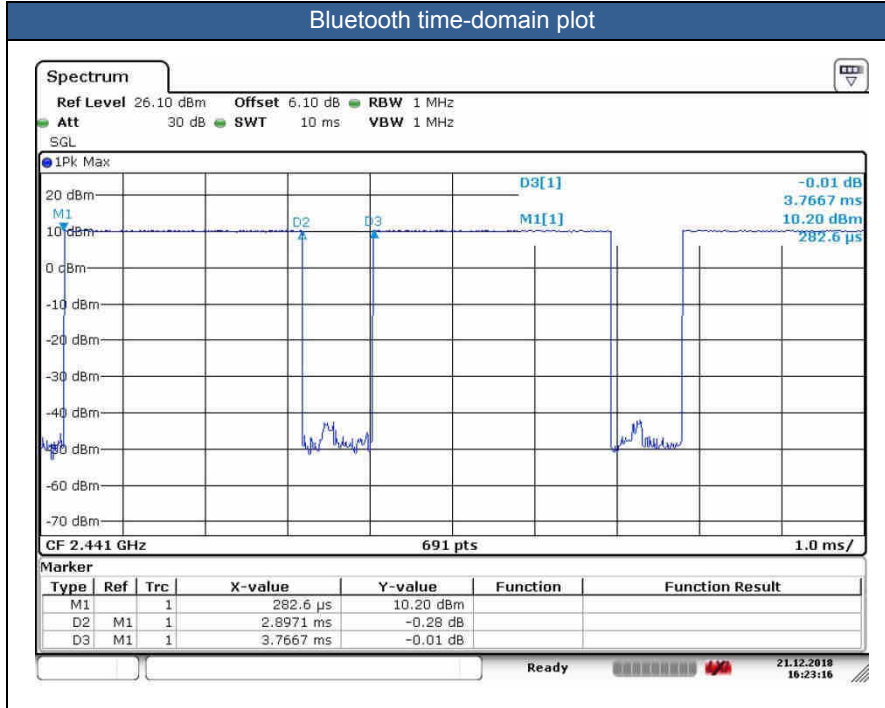 Bluetooth time-domain plot
Spectrum
Ref Level 26.10 dBm Offset 6.10 dB RBW 1 MHz
Att 30 dB SWT 10 ms VBW 1 MHz
SGL
1Pk Max
D3[1] -0.01 dB
3.7667 ms
M1[1] 10.20 dBm
282.6 µs
20 dBm
M1
D2
D3
10 dBm
0 dBm
-10 dBm
-20 dBm
-30 dBm
-40 dBm
-50 dBm
-60 dBm
-70 dBm
CF 2.441 GHz 691 pts 1.0 ms/
Marker
Type Ref Trc X-value Y-value Function Function Result
M1 1 282.6 µs 10.20 dBm
D2 M1 1 2.8971 ms -0.28 dB
D3 M1 1 3.7667 ms -0.01 dB
Ready 21.12.2018
16:23:16